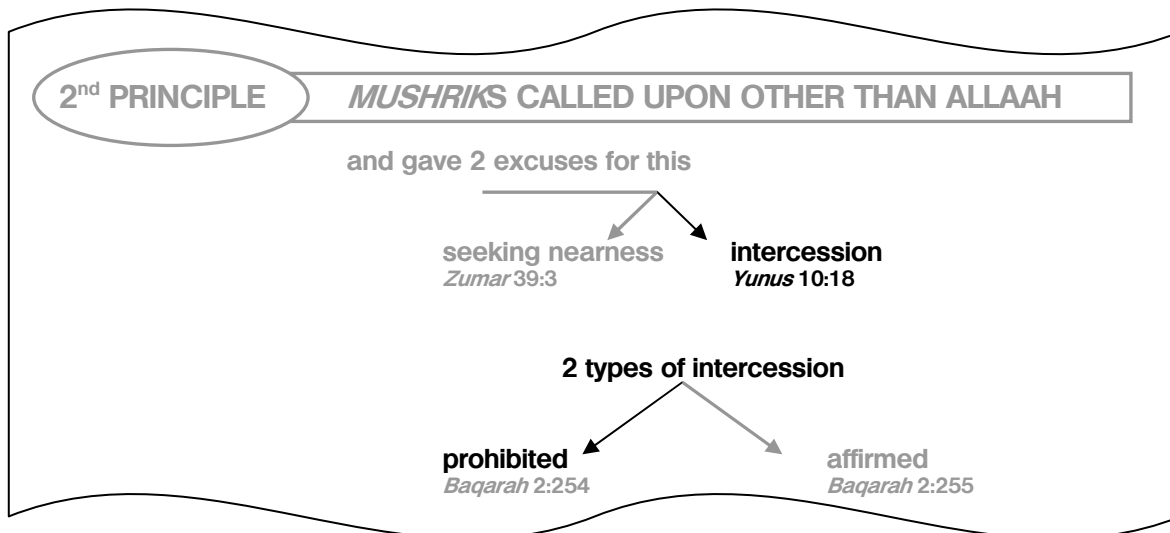 2nd PRINCIPLE MUSHRIKS CALLED UPON OTHER THAN ALLAAH
and gave 2 excuses for this
seeking nearness intercession
Zumar 39:3 Yunus 10:18
2 types of intercession
prohibited affirmed
Baqarah 2:254 Baqarah 2:255